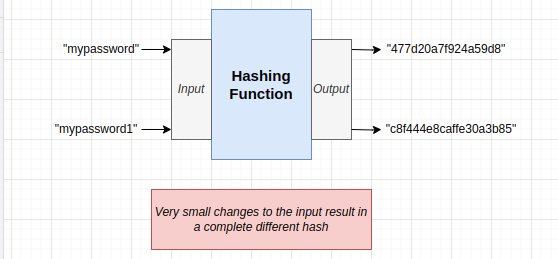 "mypassword"
"477d20a7f924a59d8"
Input
Hashing
Function
Output
"mypassword1"
"c8f444e8caffe30a3b85"
Very small changes to the input result in
a complete different hash